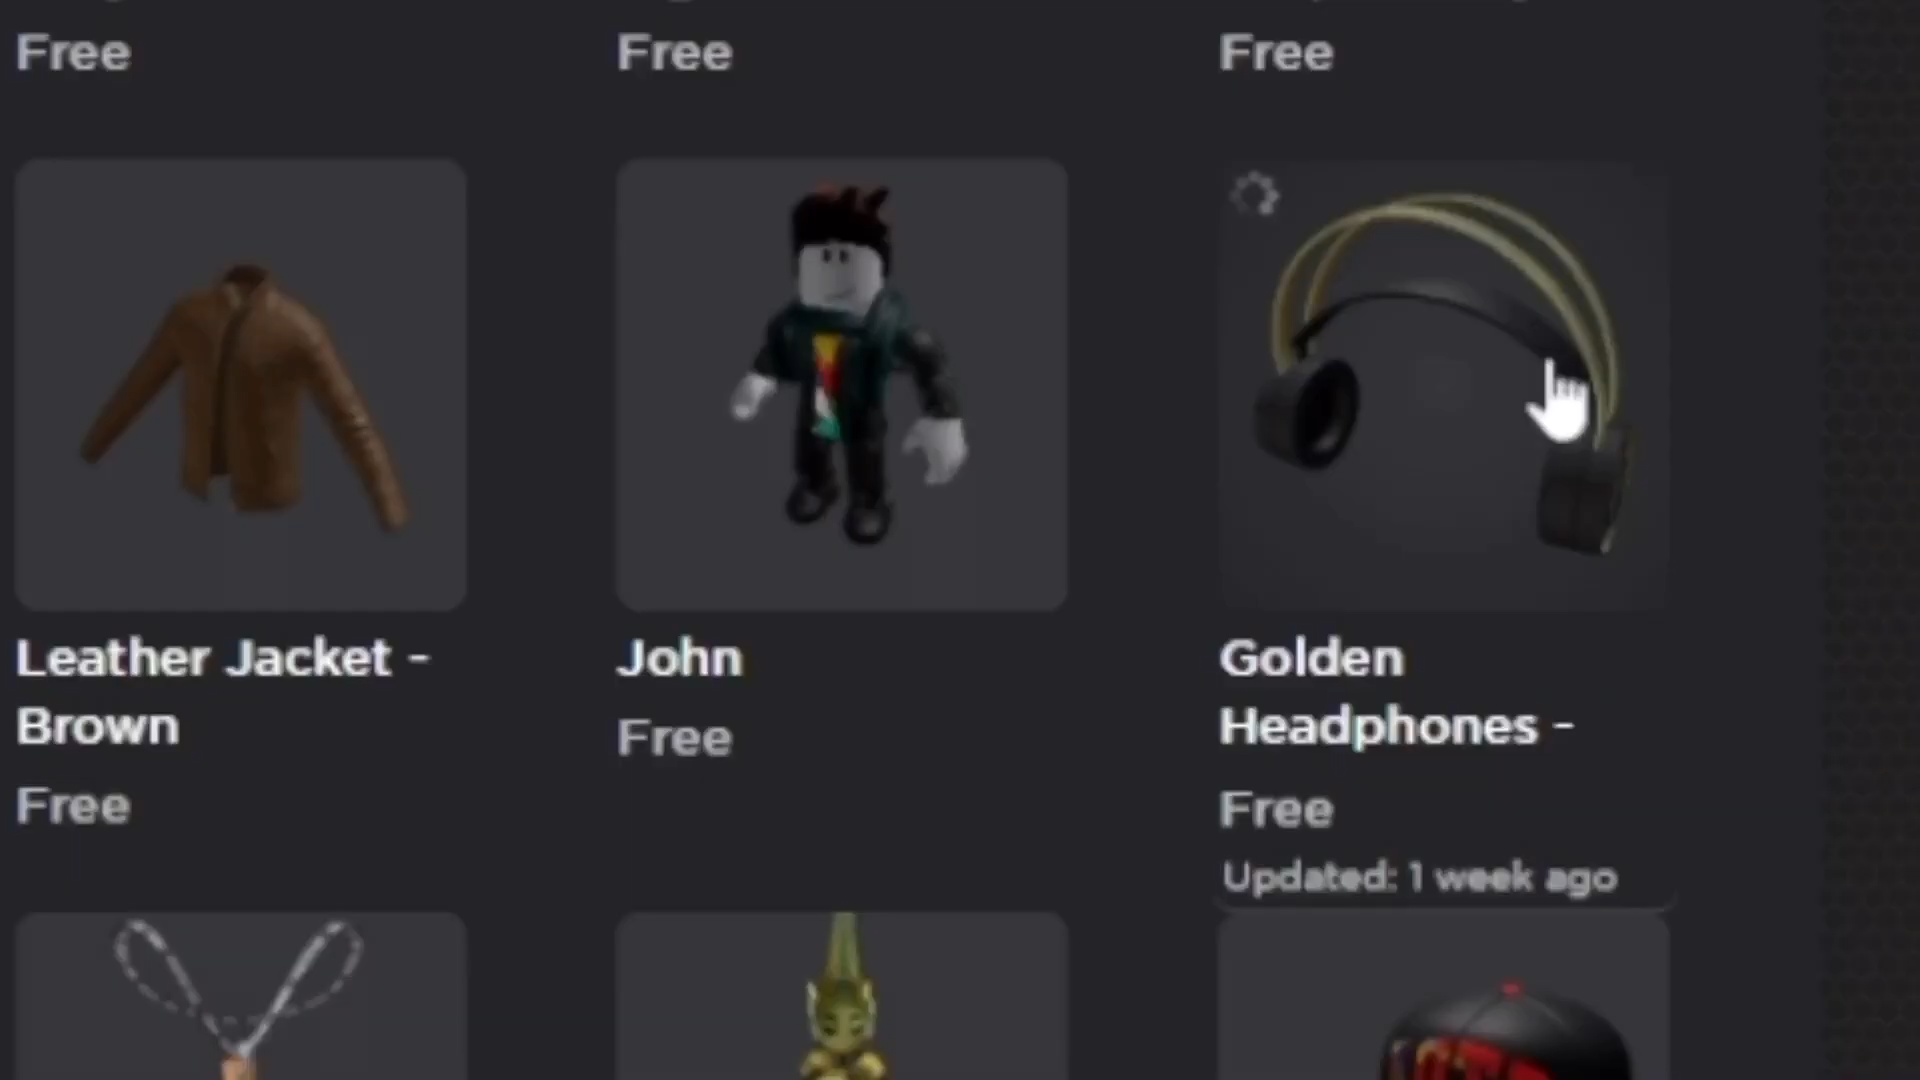 Free
Free
Free
Leather Jacket -
Brown
Free
John
Free
Golden
Headphones -
Free
Updated: 1 week ago